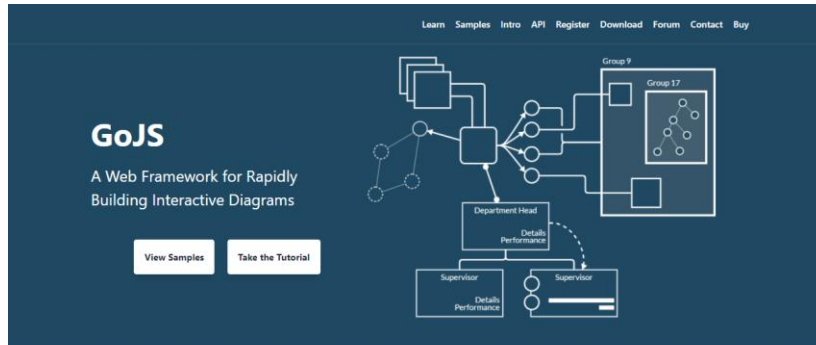 Learn Samples Intro API Register Download Forum Contact Buy
GoJS
A Web Framework for Rapidly
Building Interactive Diagrams
View Samples Take the Tutorial
Group 9
Group 17
Department Head
Details
Performance
Supervisor
Details
Performance
Supervisor